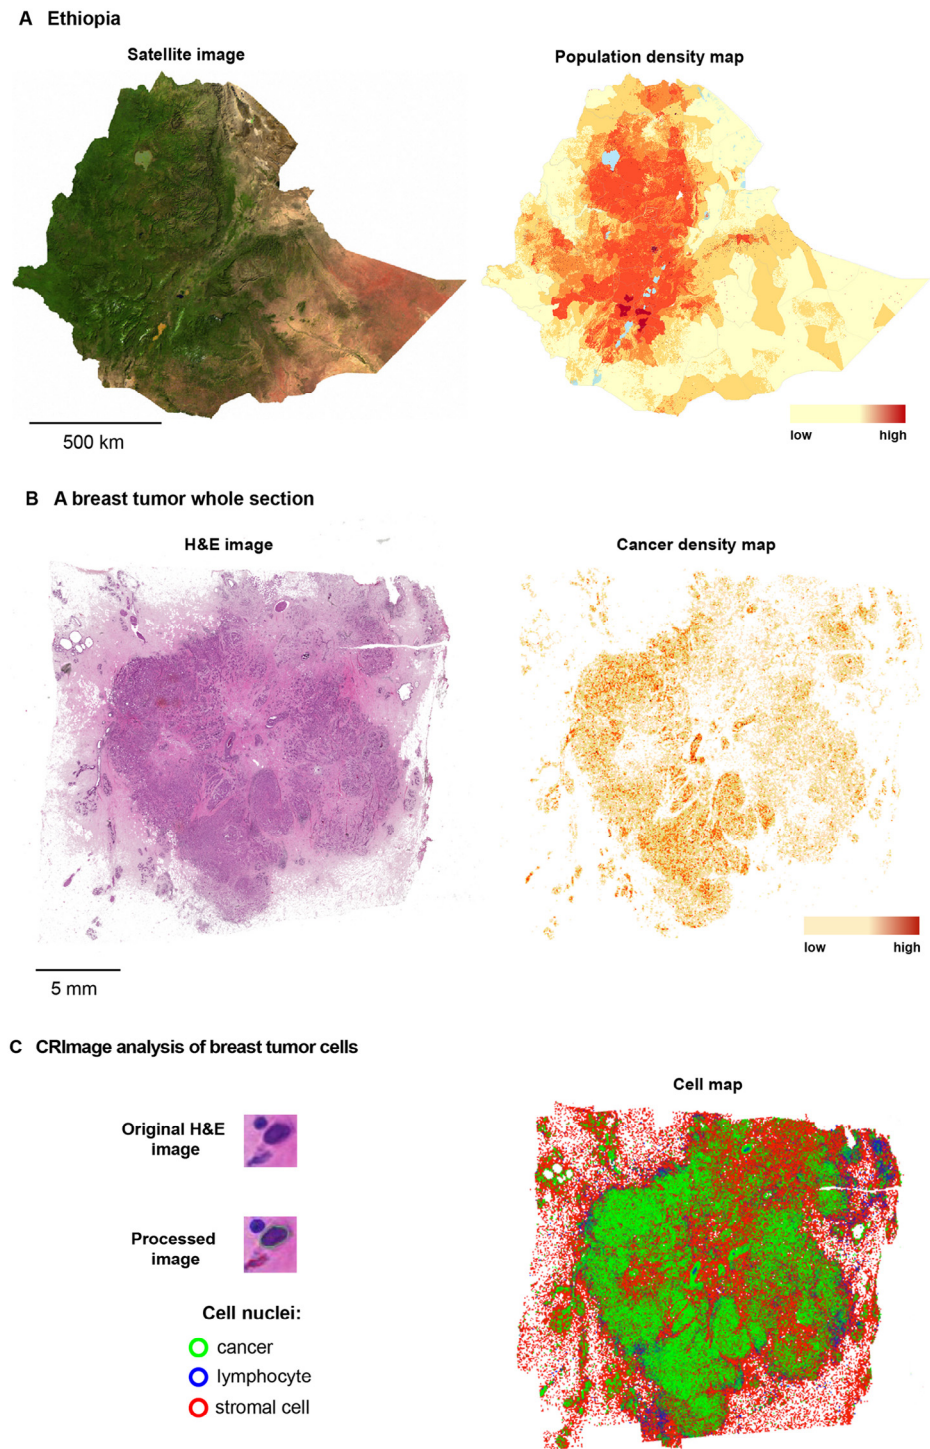 A Ethiopia
Satellite image
Population density map
500 km
low high
B A breast tumor whole section
H&E image
Cancer density map
low high
5 mm
C CRImage analysis of breast tumor cells
Cell map
Original H&E
image
Processed
image
Cell nuclei:
cancer
lymphocyte
stromal cell